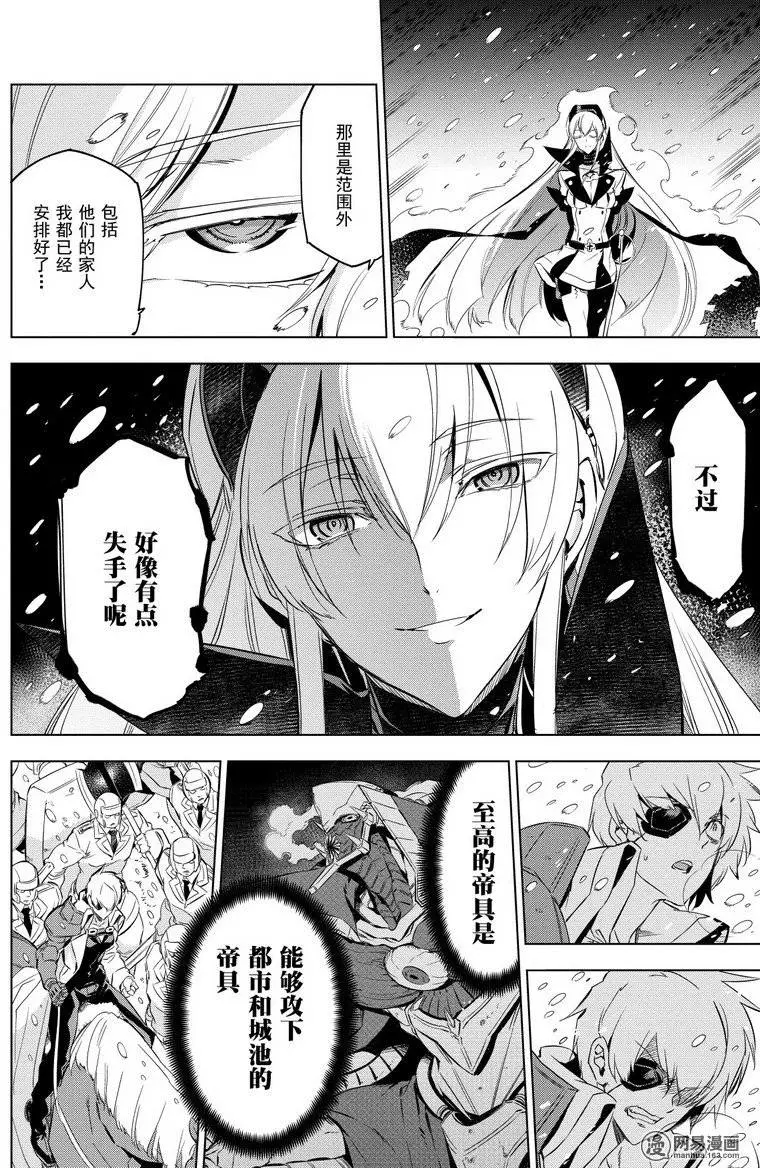 那里是范围外
包括
他们的家人
我都已经
安排好了…
不过
好像有点
失手了呢
至高的帝具是
能够攻下
都市和城池的
帝具
漫 网易漫画
manhua.163.com